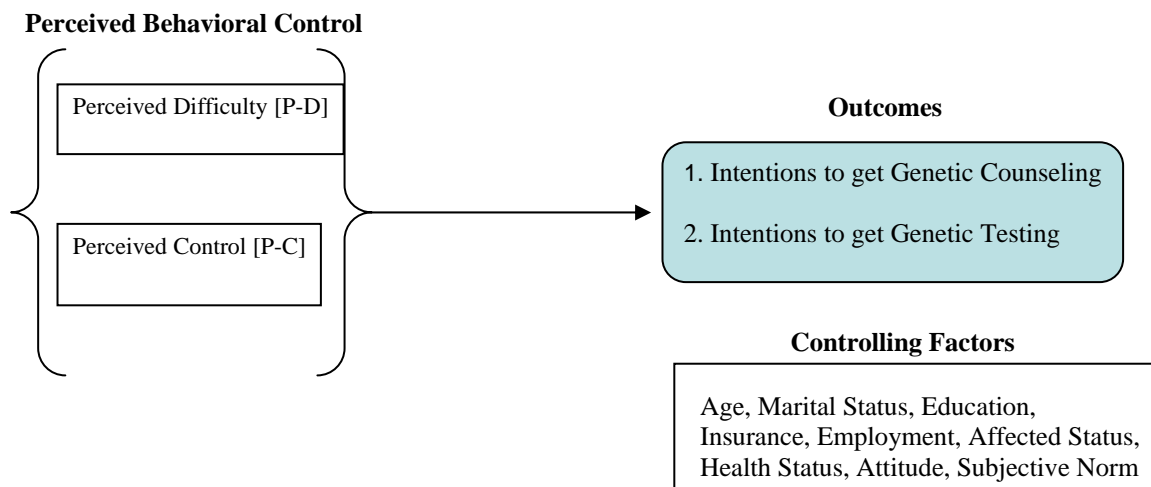 Perceived Behavioral Control
Perceived Difficulty [P-D]
Perceived Control [P-C]
Outcomes
1. Intentions to get Genetic Counseling
2. Intentions to get Genetic Testing
Controlling Factors
Age, Marital Status, Education,
Insurance, Employment, Affected Status,
Health Status, Attitude, Subjective Norm